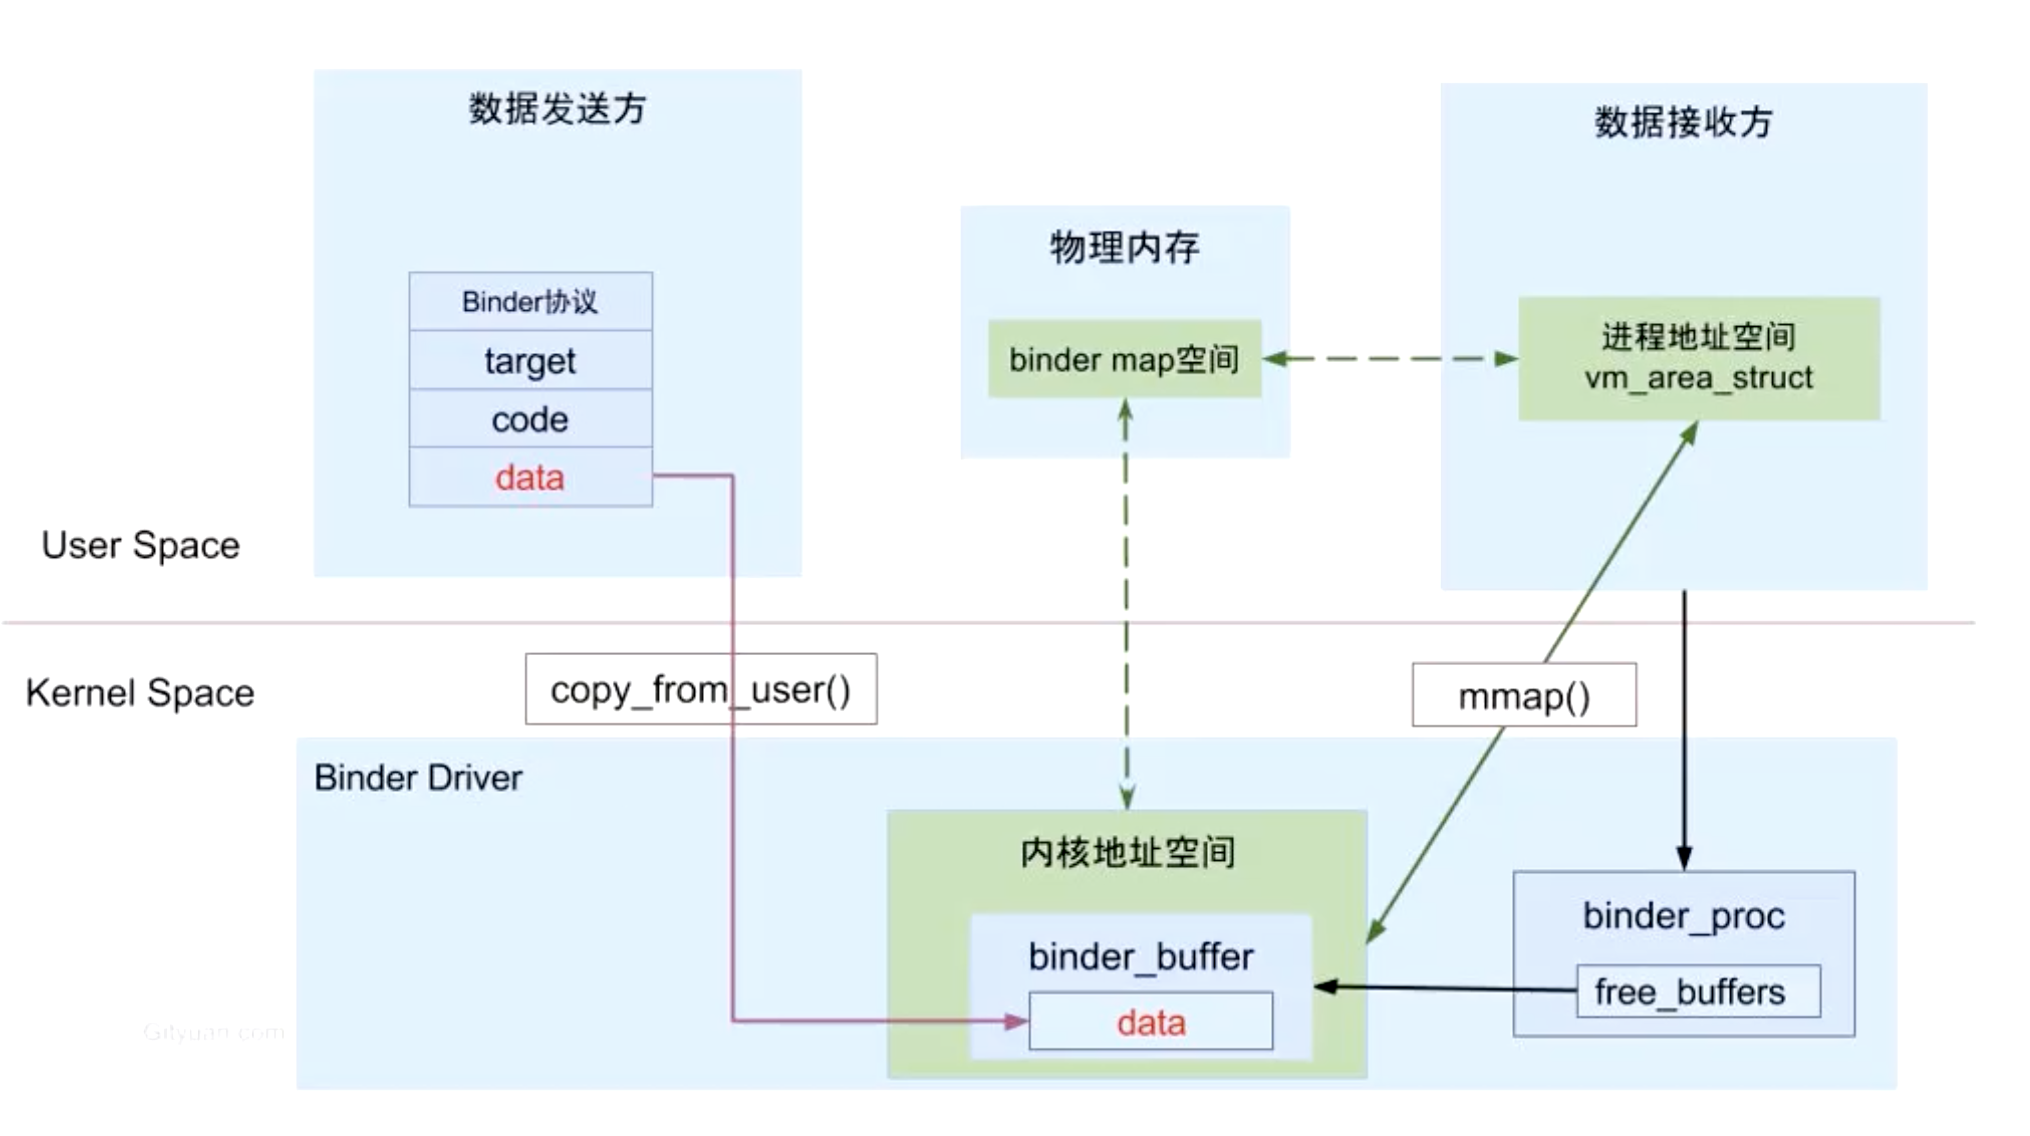 数据发送方
数据接收方
物理内存
Binder协议
target
code
data
binder map空间
进程地址空间
vm_area_struct
User Space
Kernel Space
copy_from_user()
mmap()
Binder Driver
内核地址空间
binder_buffer
data
binder_proc
free_buffers
Gityuan.com